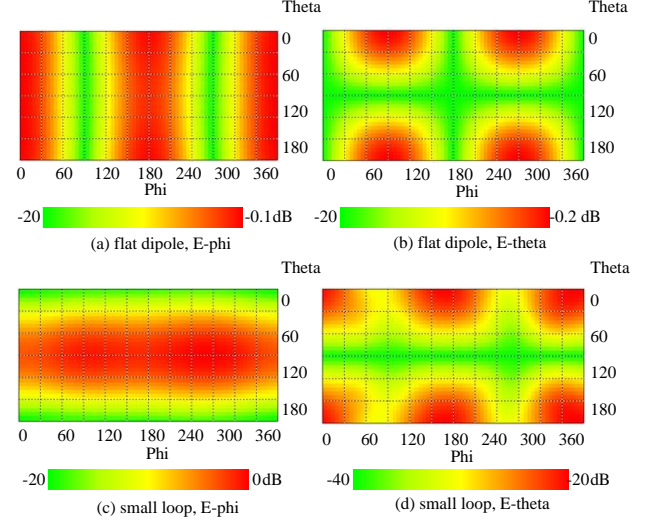 Theta
Theta
0
60
120
180
0
60
120
180
0 60 120 180 240 300 360
Phi
0 60 120 180 240 300 360
Phi
-20 -0.1dB
-20 -0.2 dB
(a) flat dipole, E-phi
(b) flat dipole, E-theta
Theta
Theta
0
60
120
180
0
60
120
180
0 60 120 180 240 300 360
Phi
0 60 120 180 240 300 360
Phi
-20 0dB
-40 -20dB
(c) small loop, E-phi
(d) small loop, E-theta